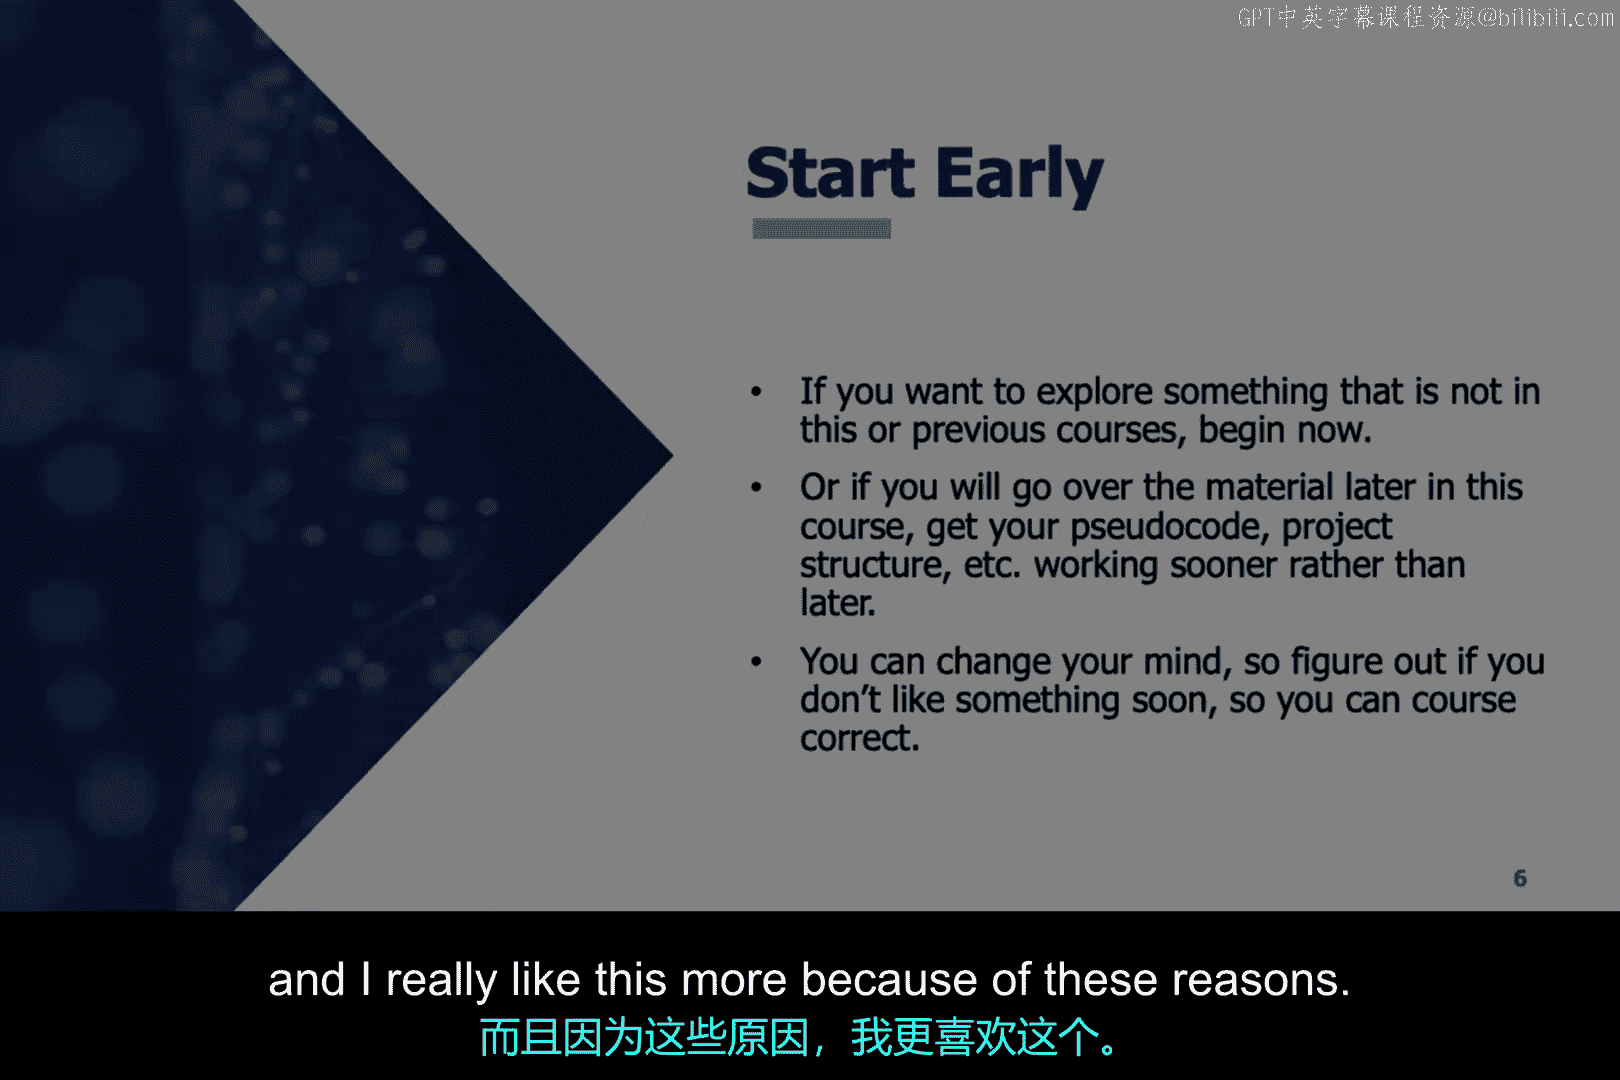 GPT中英字幕课程资源@bilibili.com
Start Early
• If you want to explore something that is not in
this or previous courses, begin now.
• Or if you will go over the material later in this
course, get your pseudocode, project
structure, etc. working sooner rather than
later.
• You can change your mind, so figure out if you
don’t like something soon, so you can course
correct.
6
and I really like this more because of these reasons.
而且因为这些原因，我更喜欢这个。